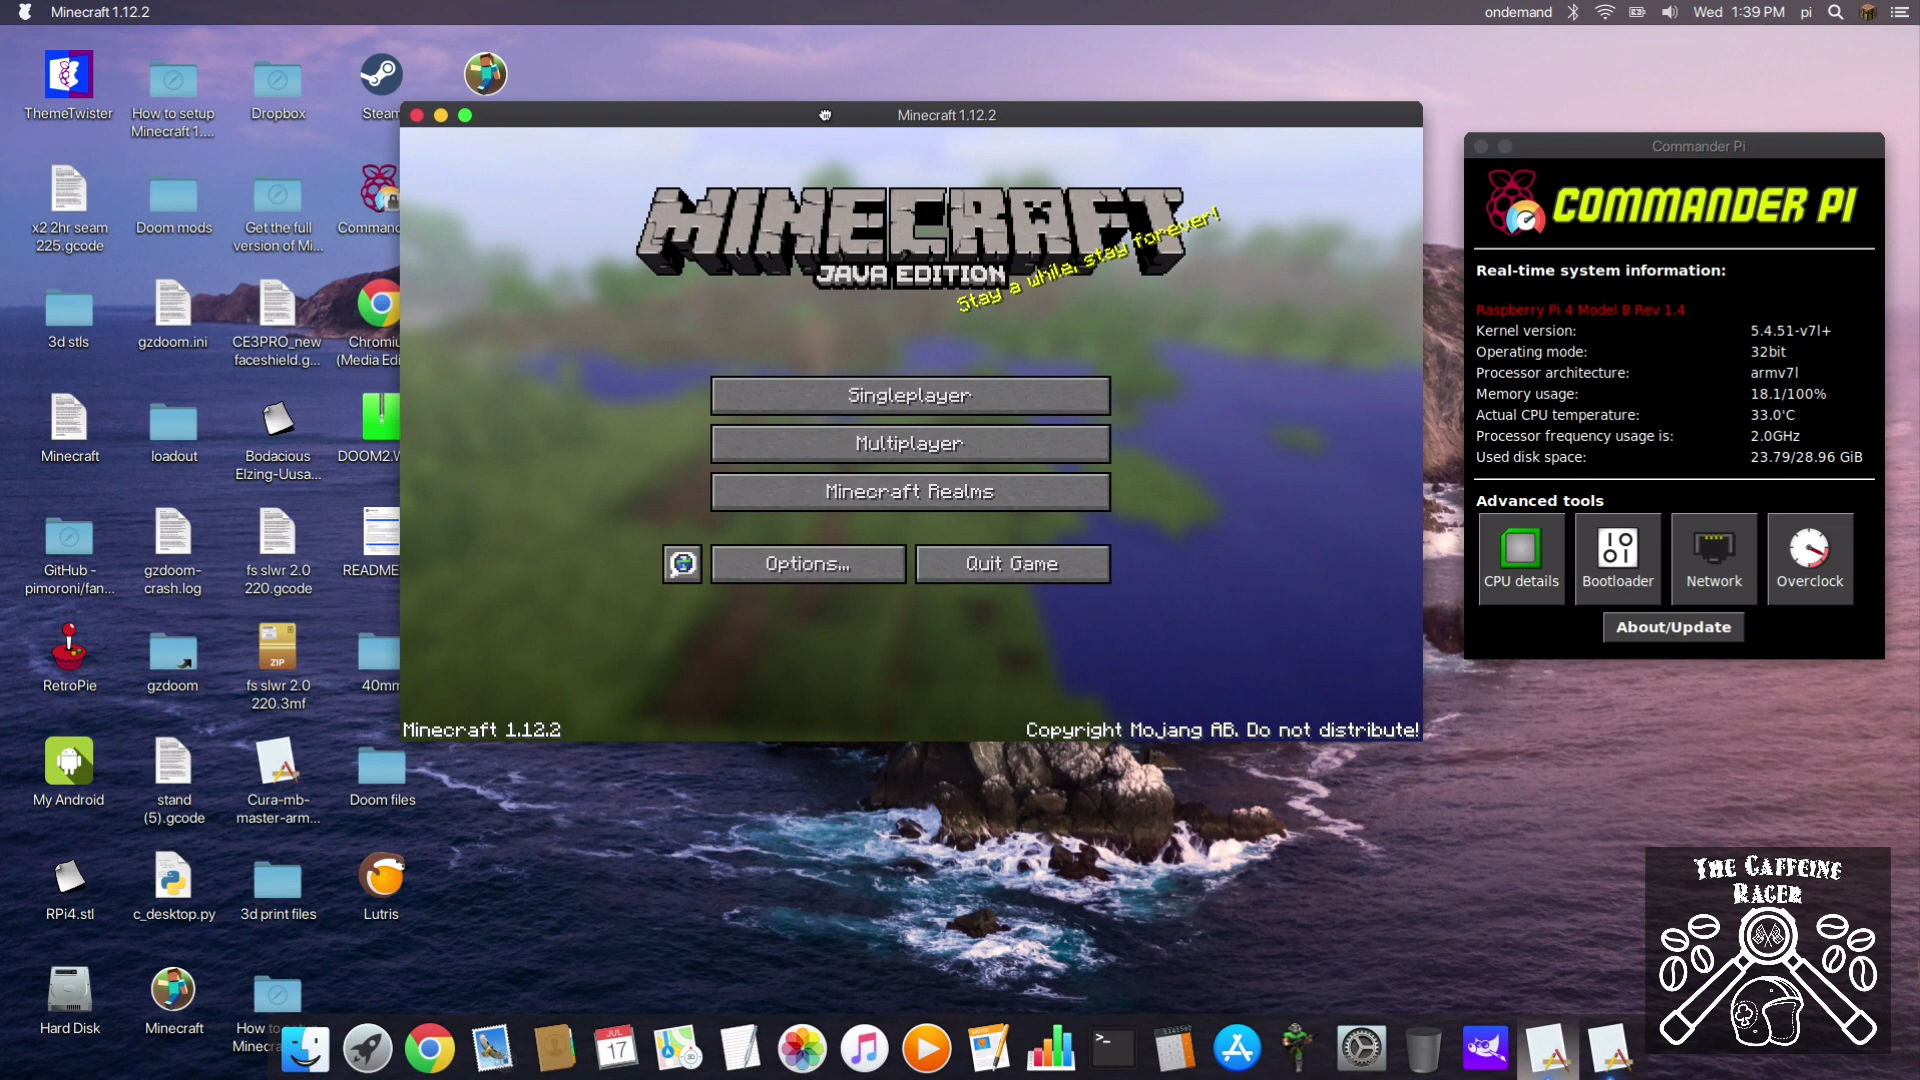 Minecraft 1.12.2
ondemand
Wed 1:39 PM
pi
ThemeTwister
How to setup
Minecraft 1....
Dropbox
Steam
x2 2hr seam
225.gcode
Doom mods
Get the full
version of Mi...
3d stls
gzdoom.ini
CE3PRO_new
faceshield.g...
(Media Edi
Minecraft
loadout
Bodacious
Elzing-Uusa...
GitHub -
pimoroni/fan...
gzdoom-
crash.log
fs slwr 2.0
220.gcode
README
RetroPie
gzdoom
ZIP
fs slwr 2.0
220.3mf
40mm
My Android
stand
(5).gcode
Cura-mb-
master-arm...
Doom files
RPi4.stl
c_desktop.py
3d print files
Lutris
Hard Disk
Minecraft
How to
Minecraft 1.12.2
MINECRAFT
JAVA EDITION
Stay a while, stay forever!
Singleplayer
Multiplayer
Minecraft Realms
Options...
Quit Game
Minecraft 1.12.2
Copyright Mojang AB. Do not distribute!
Commander Pi
COMMANDER PI
Real-time system information:
Raspberry Pi 4 Model B Rev 1.4
Kernel version: 5.4.51-v7l+
Operating mode: 32bit
Processor architecture: armv7l
Memory usage: 18.1/100%
Actual CPU temperature: 33.0'C
Processor frequency usage is: 2.0GHz
Used disk space: 23.79/28.96 GiB
Advanced tools
CPU details
Bootloader
Network
Overclock
About/Update
THE CAFFEINE
RACER
JUL
17